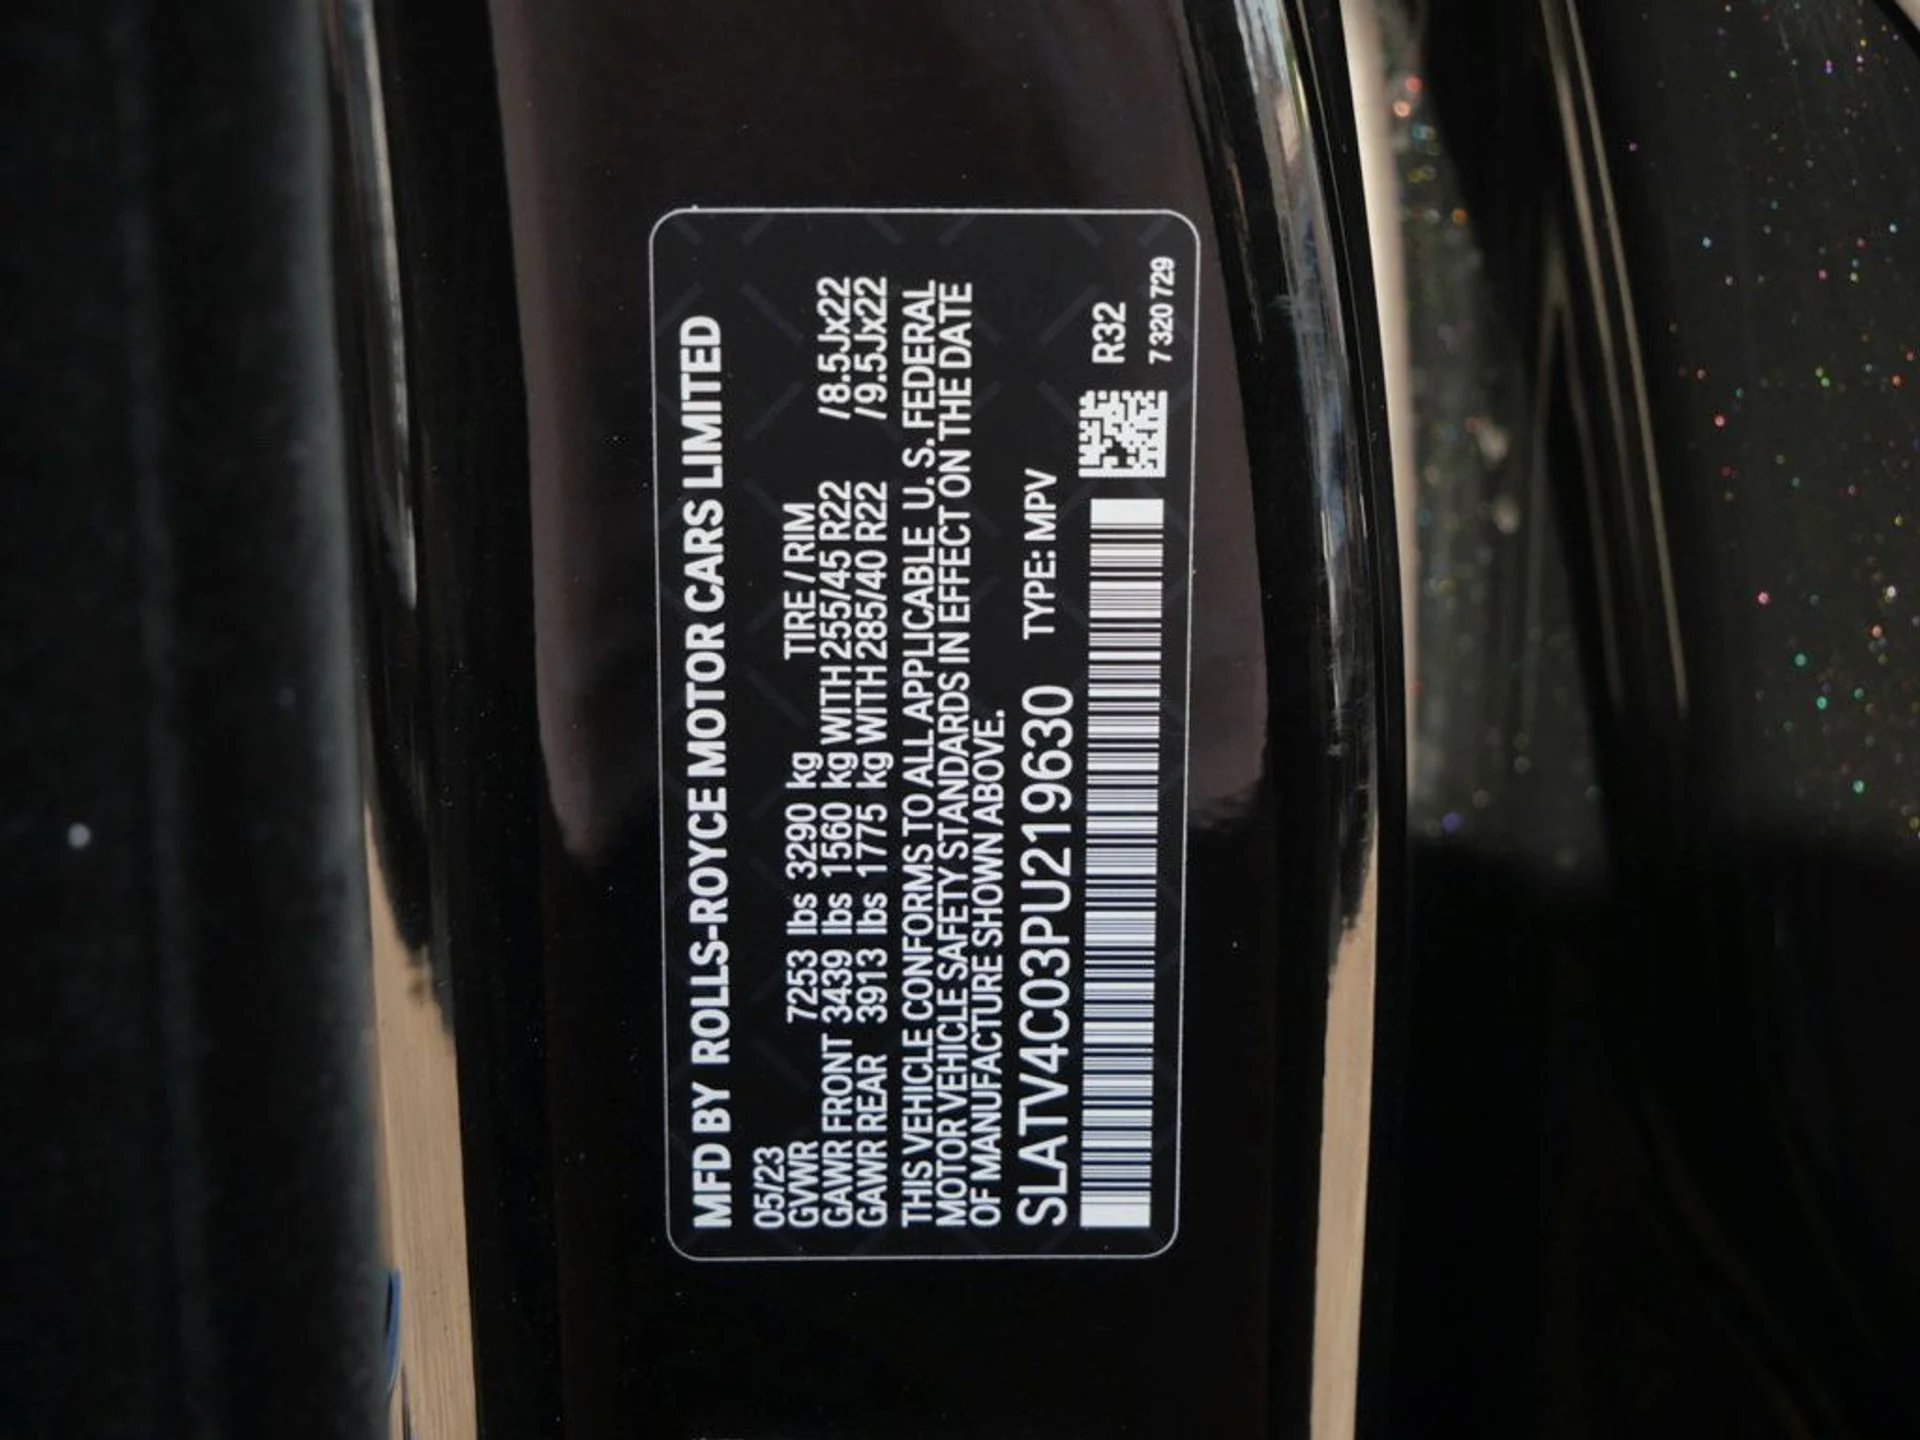 MFD BY ROLLS-ROYCE MOTOR CARS LIMITED
05/23
GVWR 7253 lbs 3290 kg TIRE / RIM
GAWR FRONT 3439 lbs 1560 kg WITH 255/45 R22 /8.5Jx22
GAWR REAR 3913 lbs 1775 kg WITH 285/40 R22 /9.5Jx22
THIS VEHICLE CONFORMS TO ALL APPLICABLE U.S. FEDERAL
MOTOR VEHICLE SAFETY STANDARDS IN EFFECT ON THE DATE
OF MANUFACTURE SHOWN ABOVE.
SLATV4C03PU219630 TYPE: MPV
R32
7 320 729